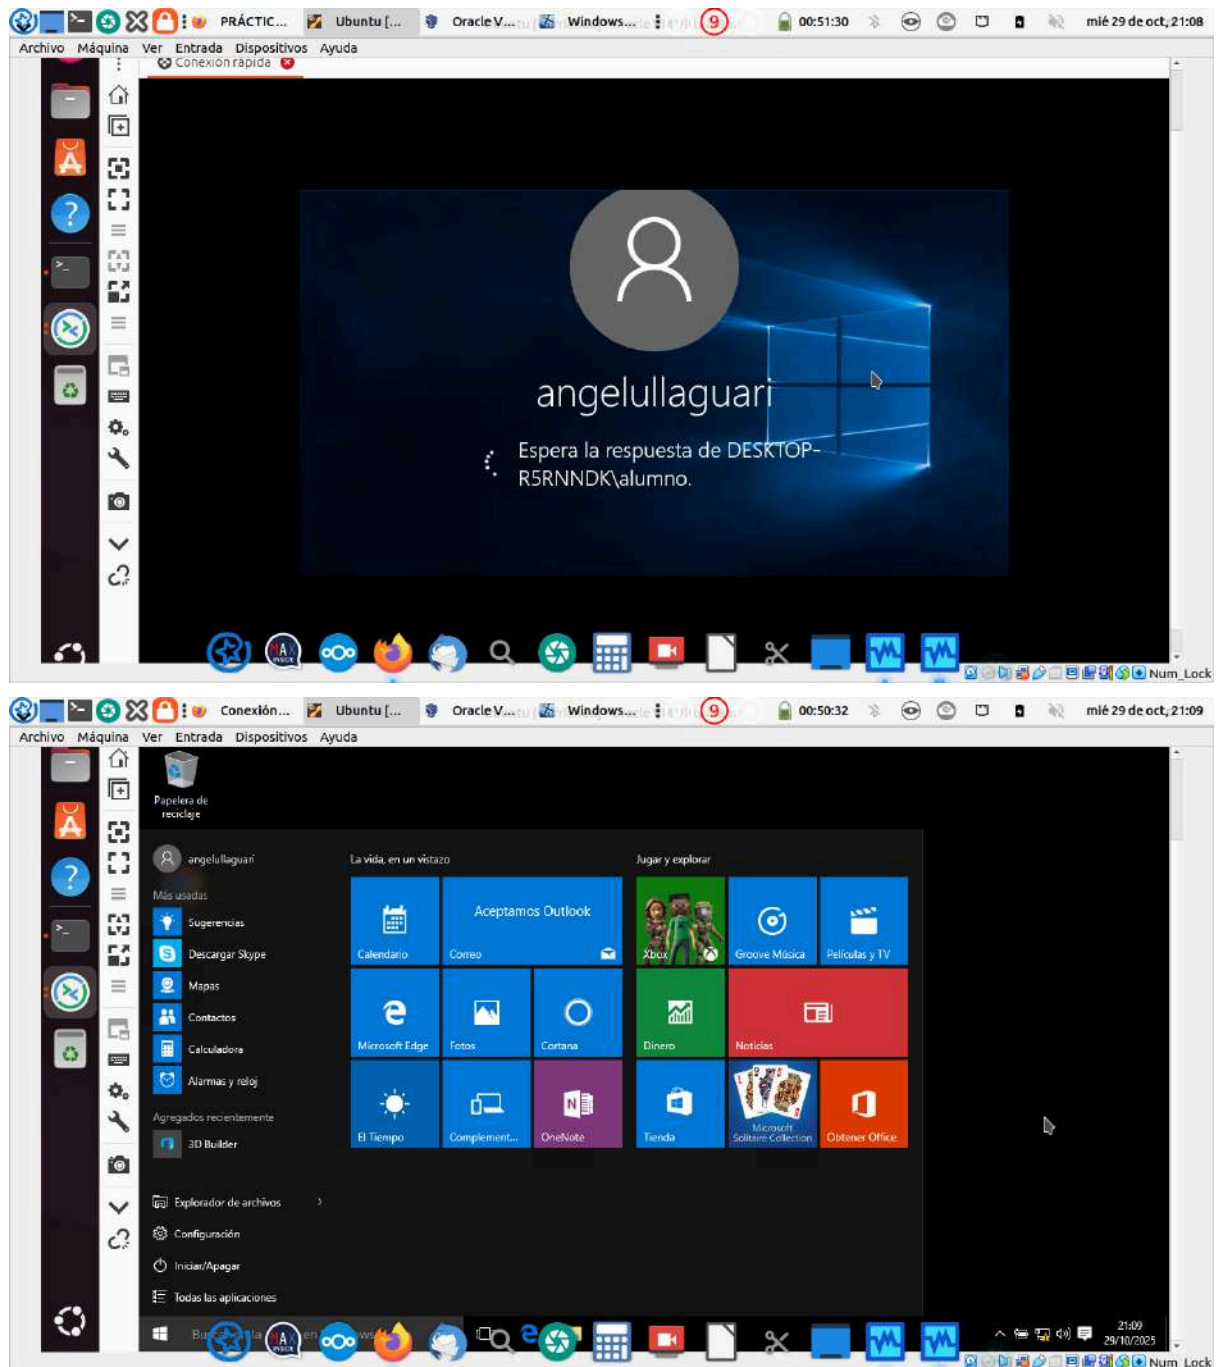 PRÁCTIC... Ubuntu [... Oracle V... Windows... 9 00:51:30 mié 29 de oct, 21:08
Archivo Máquina Ver Entrada Dispositivos Ayuda
Conexión rápida
angelullaguari
Espera la respuesta de DESKTOP-
R5RNNDK\alumno.
Num_Lock
Conexión... Ubuntu [... Oracle V... Windows... 9 00:50:32 mié 29 de oct, 21:09
Archivo Máquina Ver Entrada Dispositivos Ayuda
Papelera de
reciclaje
angelullaguari
La vida, en un vistazo
Jugar y explorar
Más usadas
Sugerencias
Descargar Skype
Mapas
Contactos
Calculadora
Alarmas y reloj
Agregados recientemente
3D Builder
Aceptamos Outlook
Calendario Correo Xbox Groove Música Películas y TV
Microsoft Edge Fotos Cortana Dinero Noticias
Microsoft
El Tiempo Complement... OneNote Tienda Solitaire Collection Obtener Office
Explorador de archivos
Configuración
Iniciar/Apagar
Todas las aplicaciones
21:09
29/10/2025
Num_Lock